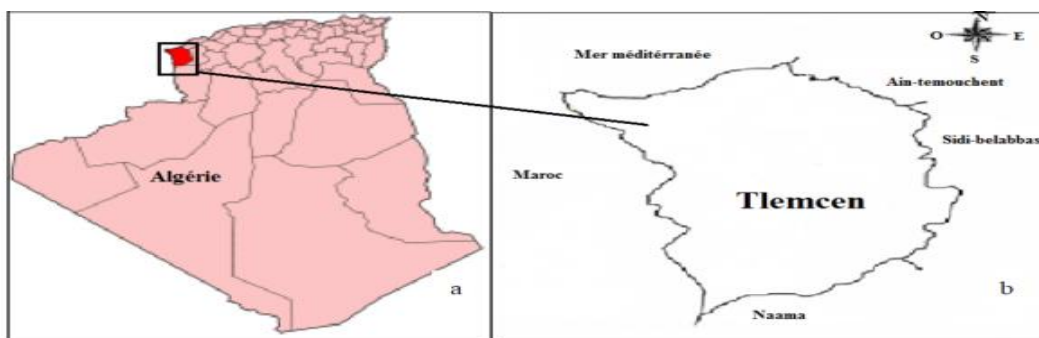 Algérie
a
Mer méditérranée
N
O
E
S
Ain-temouchent
Sidi-belabbas
Maroc
Tlemcen
Naama
b